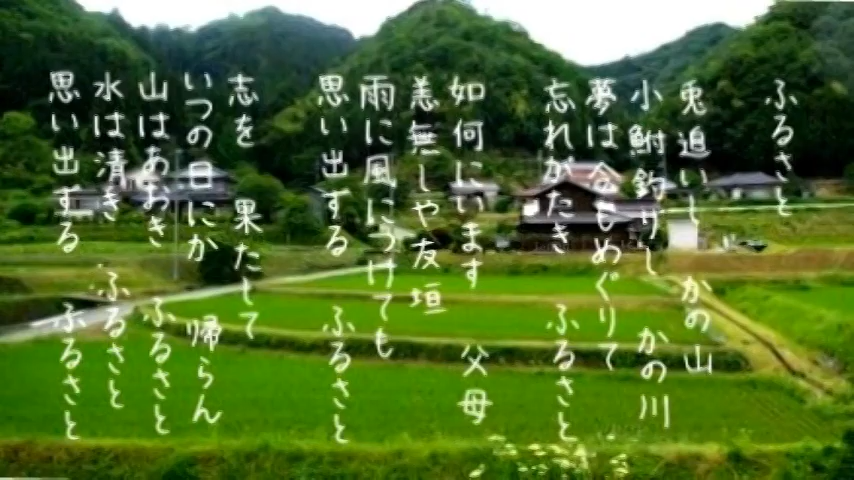 ふるさと
兎追いし かの山
小鮒釣りし かの川
夢は今もめぐりて
忘れがたき ふるさと
如何にいます 父母
恙無しや友垣
雨に風につけても
思い出する ふるさと
志を 果たして
いつの日にか 帰らん
山はあおき ふるさと
水は清き ふるさと
思い出する ふるさと